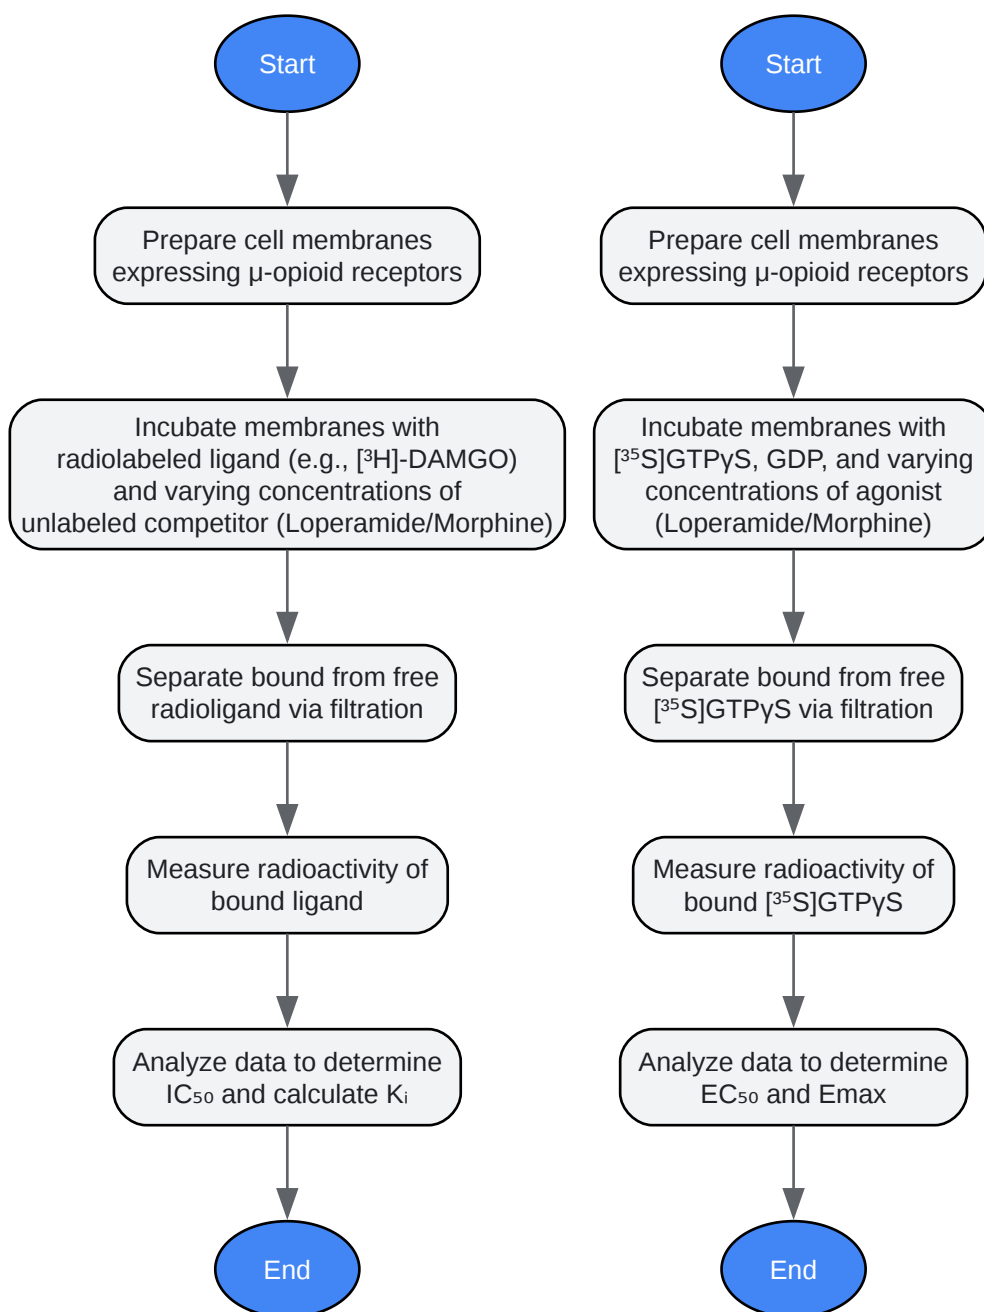 Start
Prepare cell membranes
expressing μ-opioid receptors
Incubate membranes with
radiolabeled ligand (e.g., [³H]-DAMGO)
and varying concentrations of
unlabeled competitor (Loperamide/Morphine)
Separate bound from free
radioligand via filtration
Measure radioactivity of
bound ligand
Analyze data to determine
IC₅₀ and calculate Kᵢ
End
Start
Prepare cell membranes
expressing μ-opioid receptors
Incubate membranes with
[³⁵S]GTPγS, GDP, and varying
concentrations of agonist
(Loperamide/Morphine)
Separate bound from free
[³⁵S]GTPγS via filtration
Measure radioactivity of
bound [³⁵S]GTPγS
Analyze data to determine
EC₅₀ and Emax
End